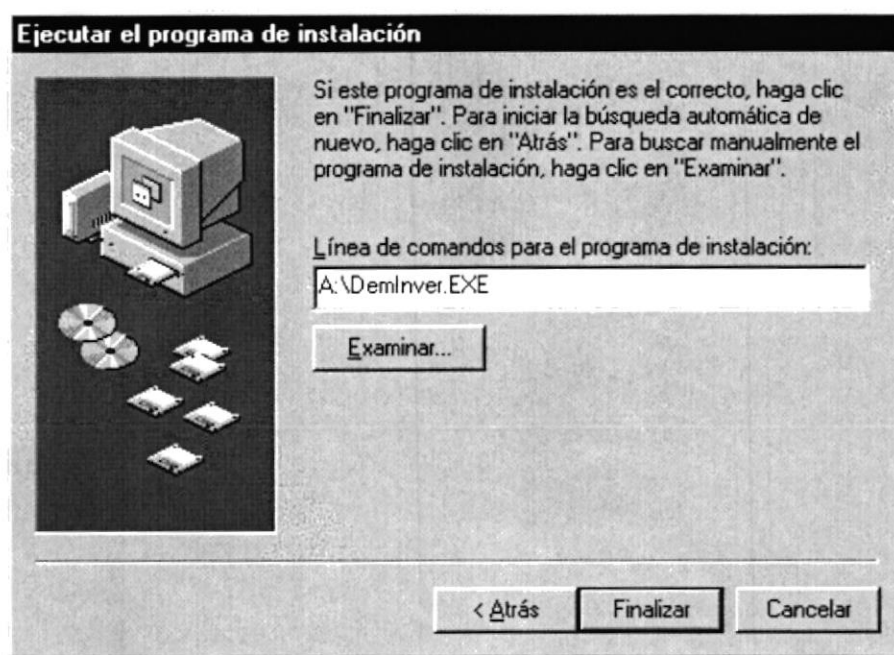 Ejecutar el programa de instalación
Si este programa de instalación es el correcto, haga clic
en "Finalizar". Para iniciar la búsqueda automática de
nuevo, haga clic en "Atrás". Para buscar manualmente el
programa de instalación, haga clic en "Examinar".
Línea de comandos para el programa de instalación:
A:\DemInver.EXE
Examinar...
< Atrás
Finalizar
Cancelar